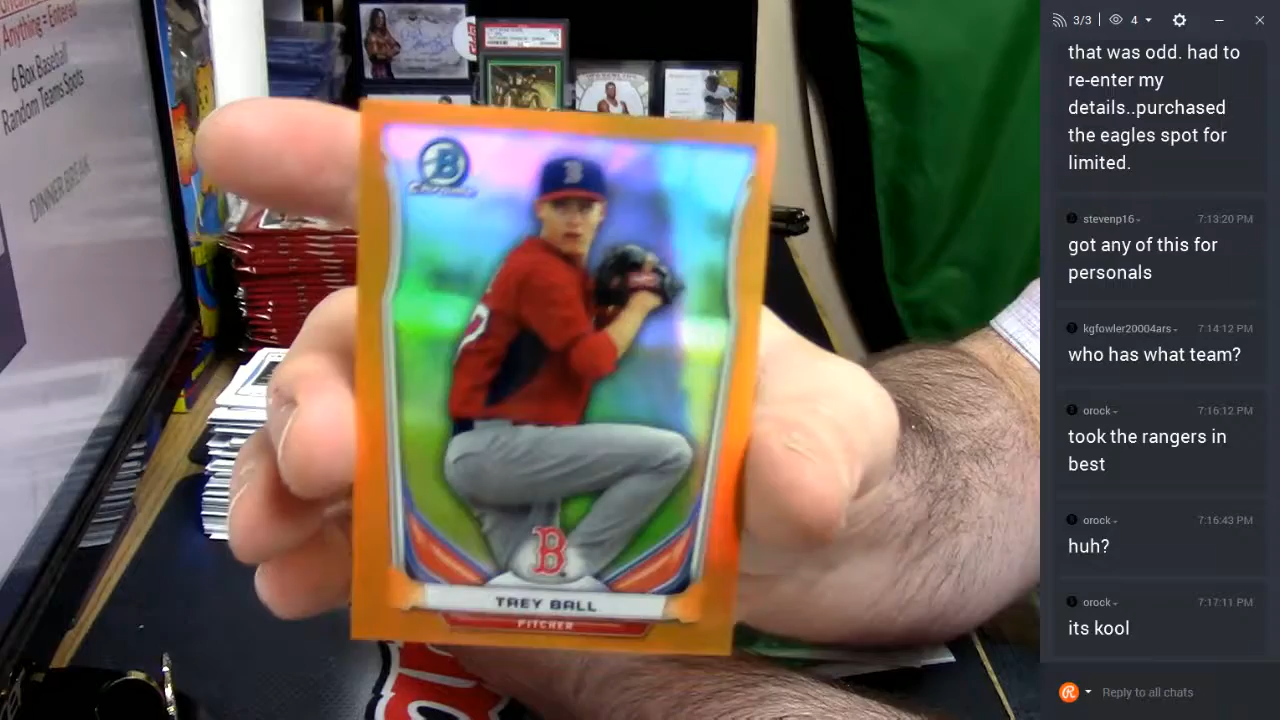 Anything = Entered
6 Box Baseball
Random Teams Spots
DINNER BREAK
B
Chrome
B
B
TREY BALL
PITCHER
3/3
4
that was odd. had to
re-enter my
details..purchased
the eagles spot for
limited.
stevenp16
7:13:20 PM
got any of this for
personals
kgfowler20004ars
7:14:12 PM
who has what team?
orock
7:16:12 PM
took the rangers in
best
orock
7:16:43 PM
huh?
orock
7:17:11 PM
its kool
Reply to all chats